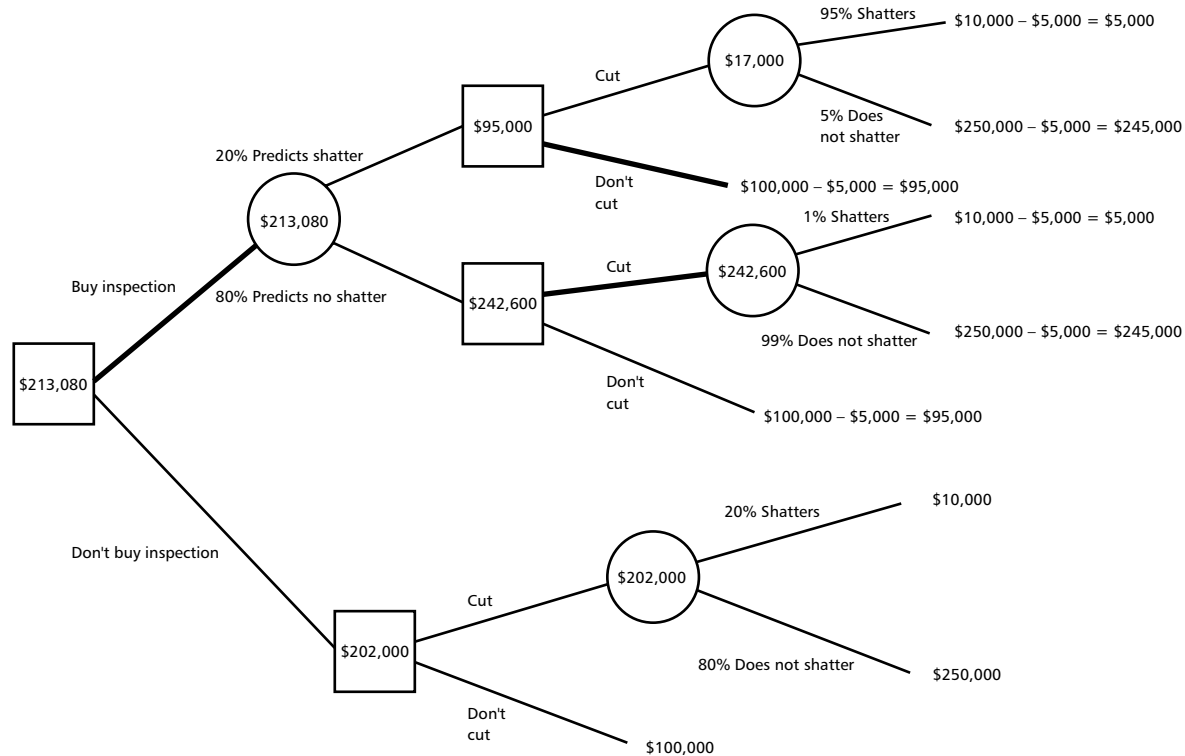 95% Shatters
$10,000 – $5,000 = $5,000
$17,000
Cut
5% Does
not shatter
$250,000 – $5,000 = $245,000
$95,000
20% Predicts shatter
Don't
cut
$100,000 – $5,000 = $95,000
$213,080
1% Shatters
$10,000 – $5,000 = $5,000
Cut
$242,600
Buy inspection
80% Predicts no shatter
$242,600
99% Does not shatter
$250,000 – $5,000 = $245,000
$213,080
Don't
cut
$100,000 – $5,000 = $95,000
20% Shatters
$10,000
Don't buy inspection
$202,000
Cut
$202,000
80% Does not shatter
$250,000
Don't
cut
$100,000